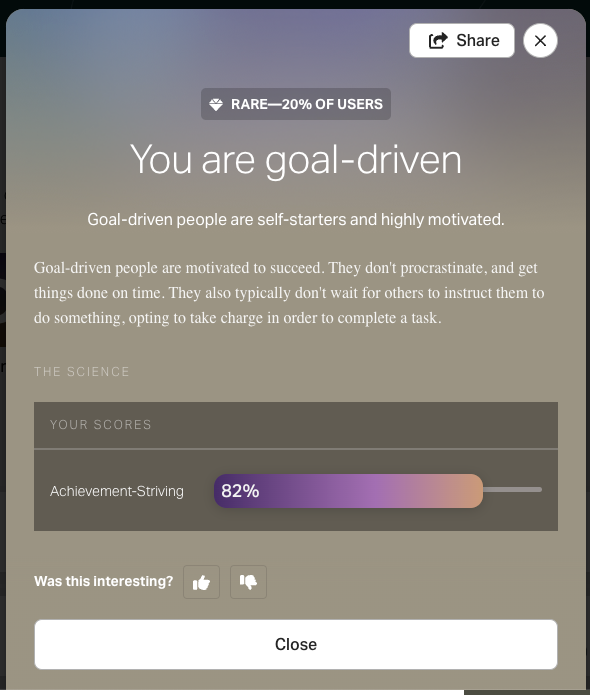 Share
RARE—20% OF USERS
You are goal-driven
Goal-driven people are self-starters and highly motivated.
Goal-driven people are motivated to succeed. They don't procrastinate, and get
things done on time. They also typically don't wait for others to instruct them to
do something, opting to take charge in order to complete a task.
THE SCIENCE
YOUR SCORES
Achievement-Striving 82%
Was this interesting?
Close